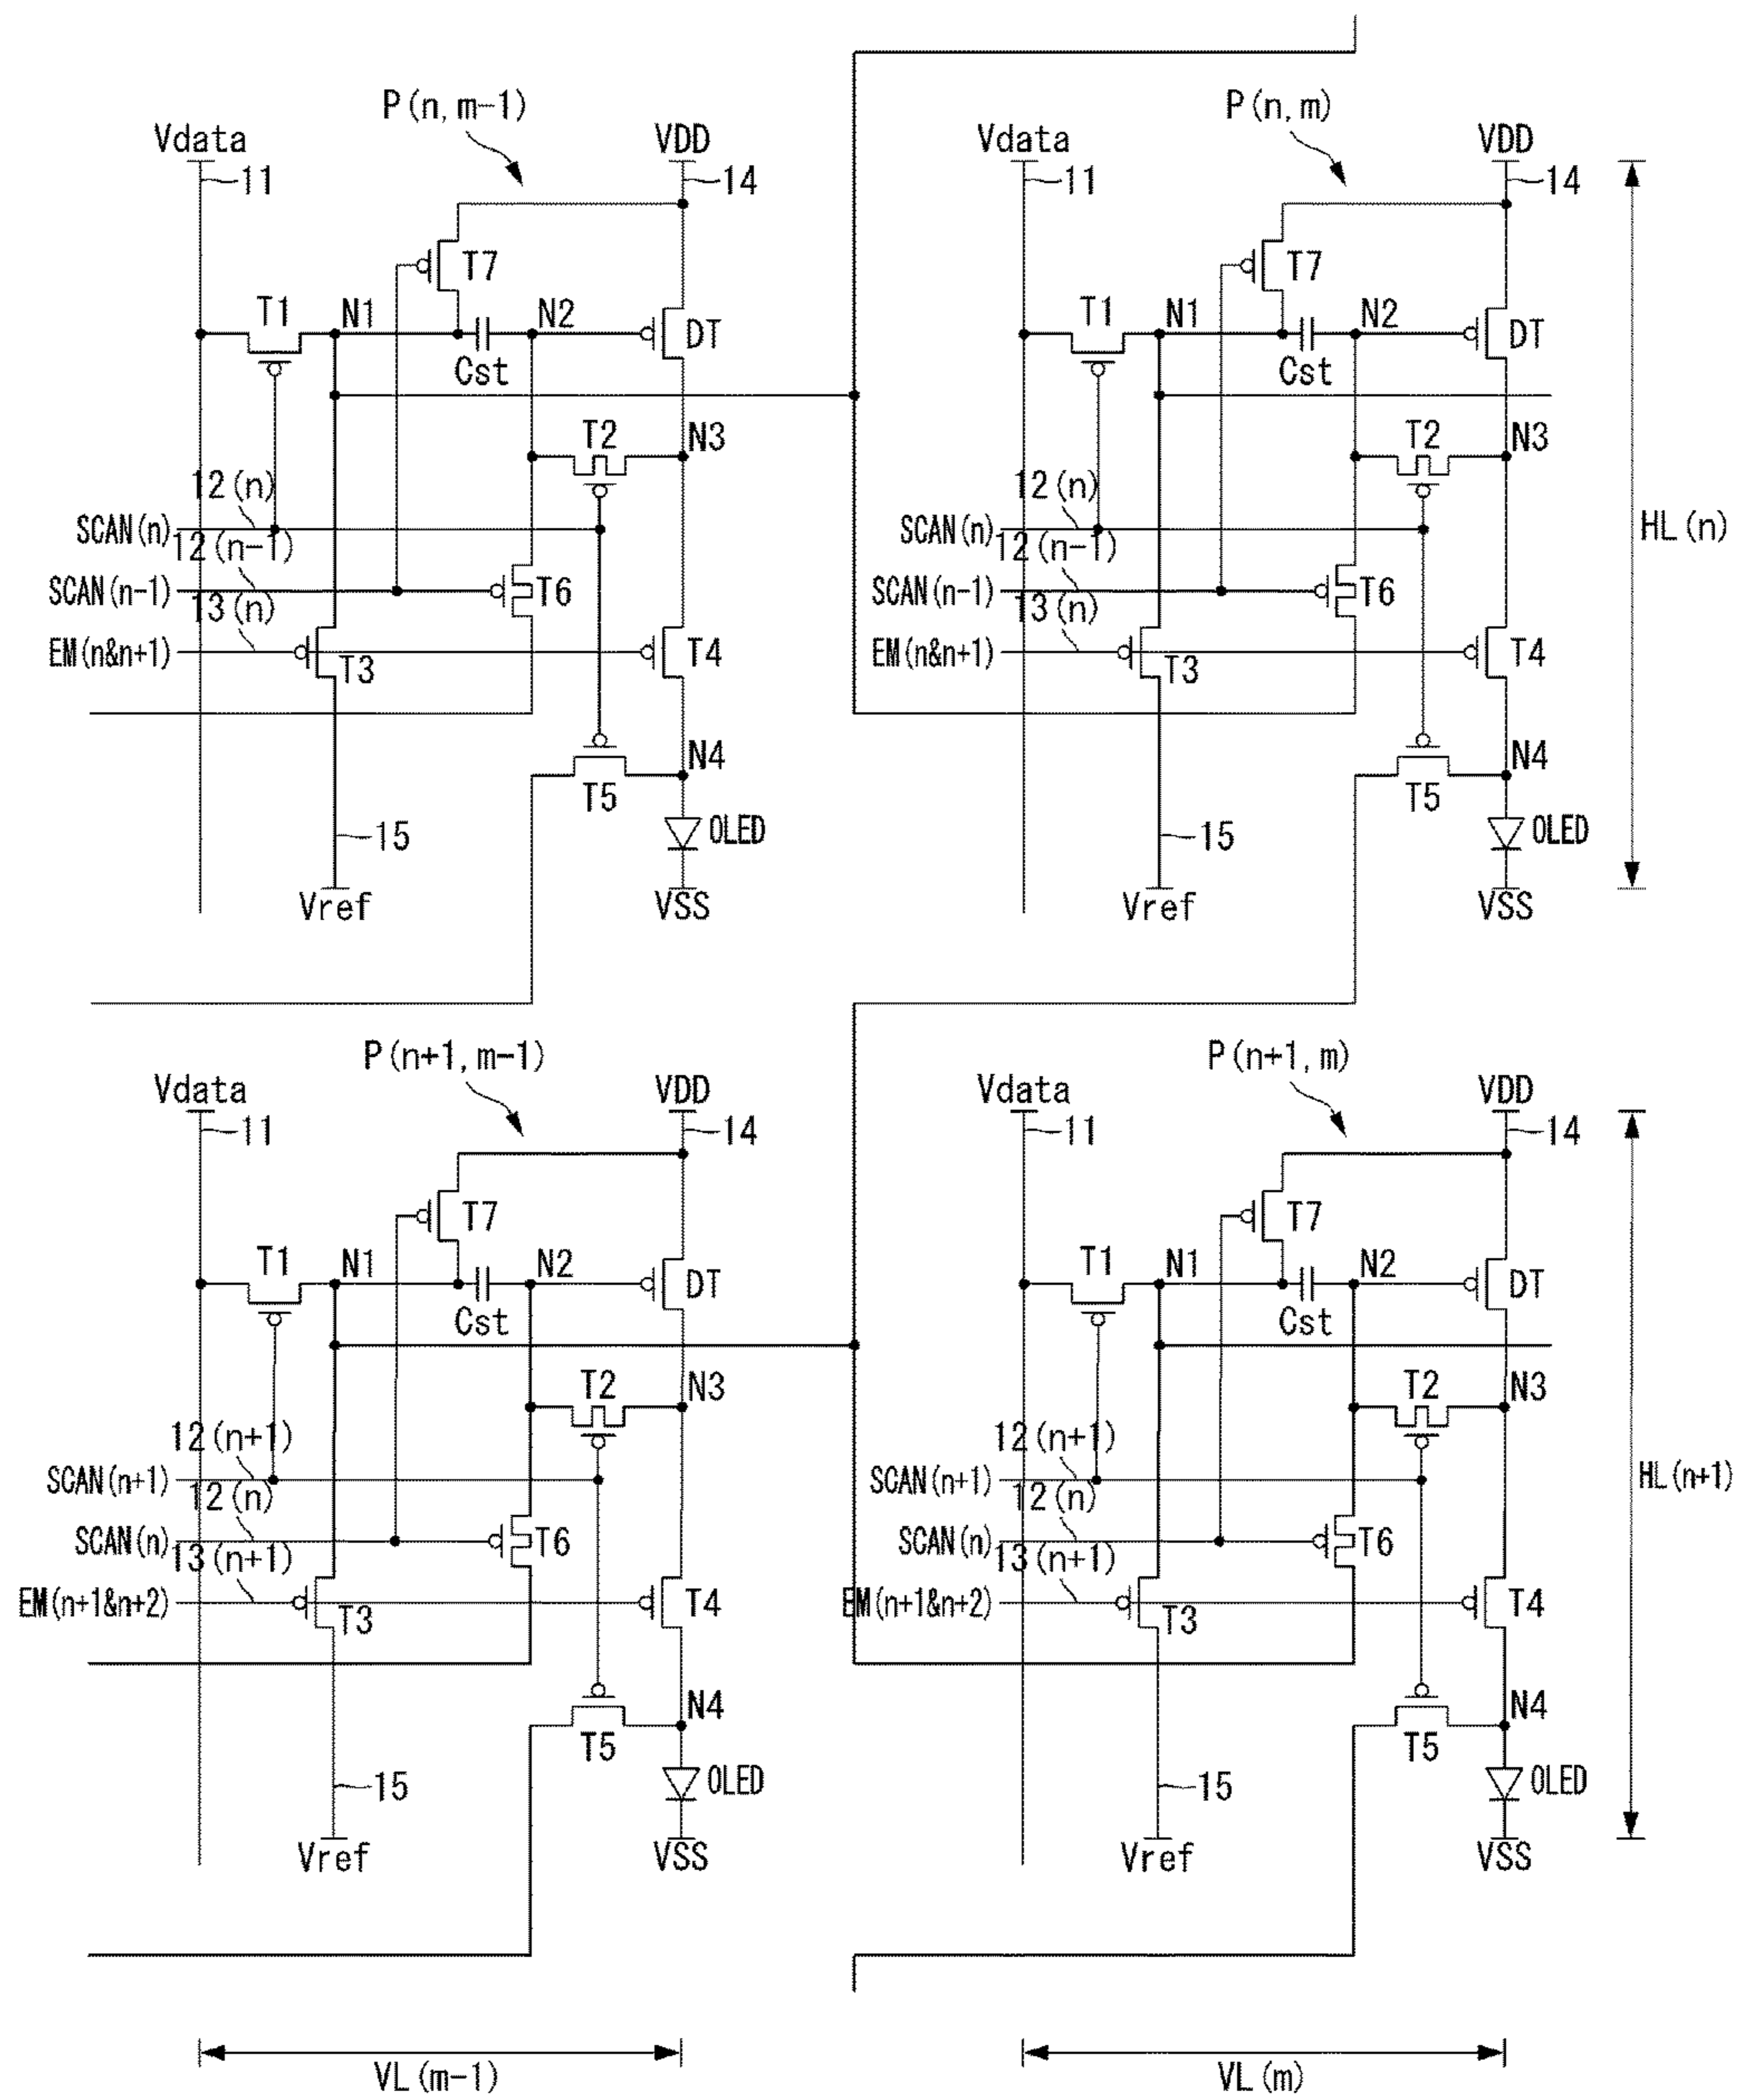 P(n,m-1)
P(n,m)
Vdata
VDD
Vdata
VDD
11
14
11
14
T7
T7
T1
N1
N2
DT
T1
N1
N2
DT
Cst
Cst
T2
N3
T2
N3
12(n)
12(n)
SCAN(n)
SCAN(n)
HL(n)
12(n-1)
12(n-1)
SCAN(n-1)
T6
SCAN(n-1)
T6
13(n)
13(n)
EM(n&n+1)
T3
T4
EM(n&n+1)
T3
T4
N4
N4
T5
T5
15
OLED
15
OLED
Vref
VSS
Vref
VSS
P(n+1,m-1)
P(n+1,m)
Vdata
VDD
Vdata
VDD
11
14
11
14
T7
T7
T1
N1
N2
DT
T1
N1
N2
DT
Cst
Cst
T2
N3
T2
N3
12(n+1)
12(n+1)
SCAN(n+1)
SCAN(n+1)
HL(n+1)
12(n)
12(n)
SCAN(n)
T6
SCAN(n)
T6
13(n+1)
13(n+1)
EM(n+1&n+2)
T3
T4
EM(n+1&n+2)
T3
T4
N4
N4
T5
T5
15
OLED
15
OLED
Vref
VSS
Vref
VSS
VL(m-1)
VL(m)